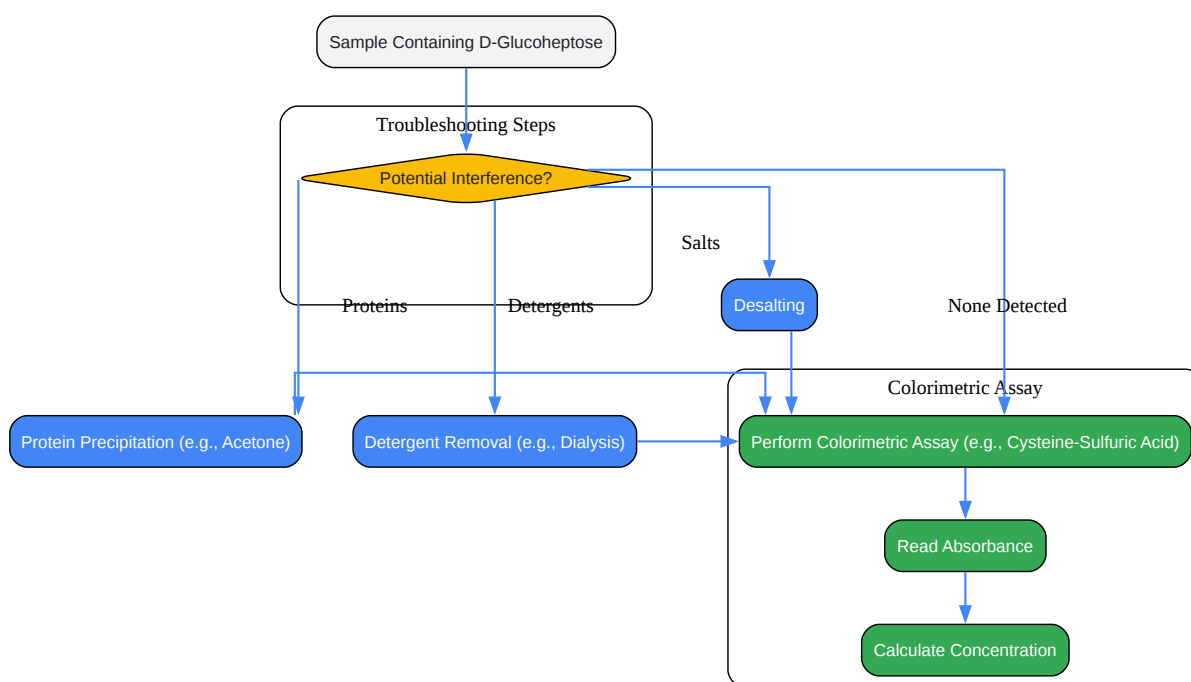 Sample Containing D-Glucoheptose
Troubleshooting Steps
Potential Interference?
Salts
Proteins
Detergents
Desalting
None Detected
Colorimetric Assay
Protein Precipitation (e.g., Acetone)
Detergent Removal (e.g., Dialysis)
Perform Colorimetric Assay (e.g., Cysteine-Sulfuric Acid)
Read Absorbance
Calculate Concentration